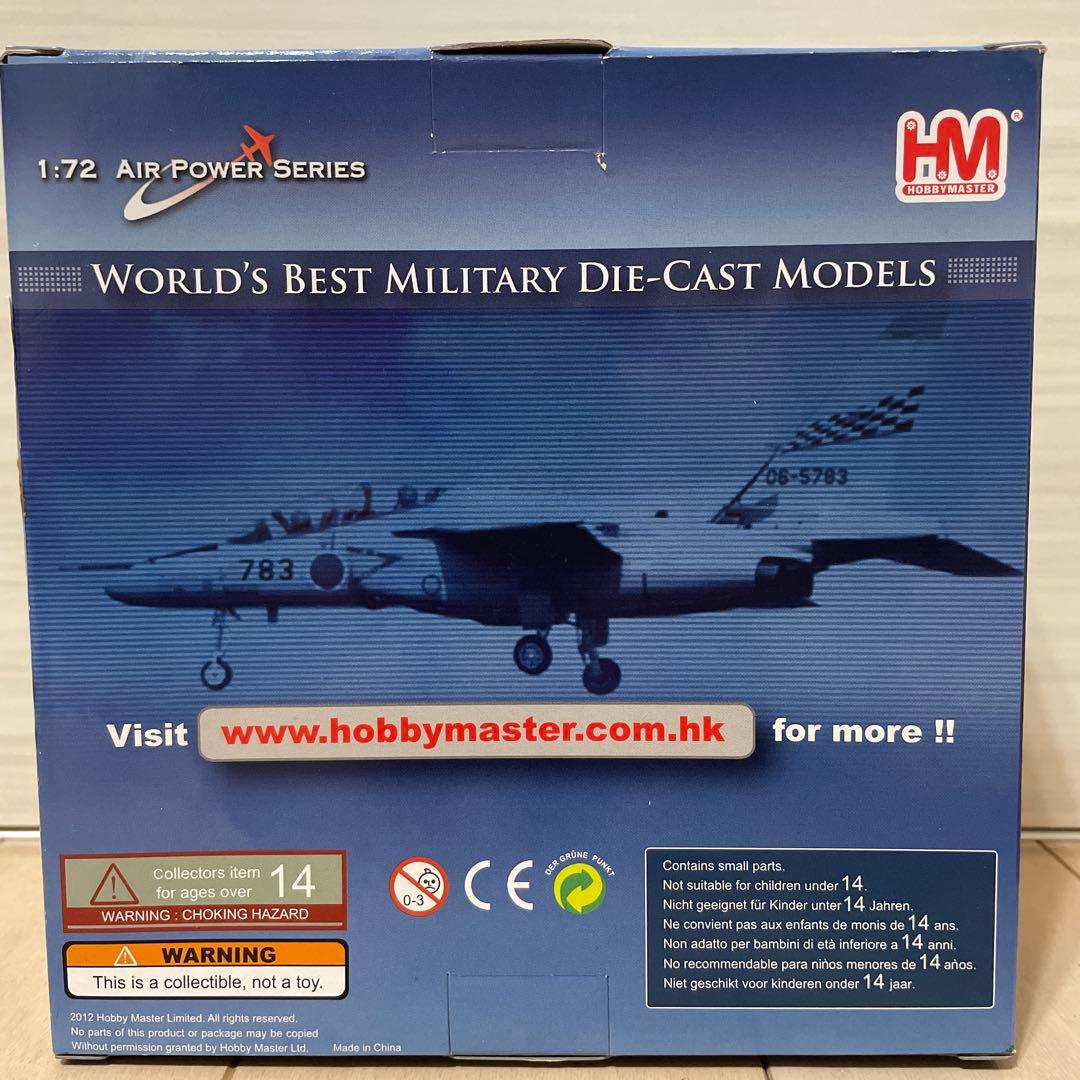 1:72 AIR POWER SERIES
HM
®
HOBBYMASTER
WORLD'S BEST MILITARY DIE-CAST MODELS
06-5783
783
Visit www.hobbymaster.com.hk for more !!
Collectors item
for ages over 14
WARNING : CHOKING HAZARD
WARNING
This is a collectible, not a toy.
0-3
CE
DER GRÜNE PUNKT
Contains small parts.
Not suitable for children under 14.
Nicht geeignet für Kinder unter 14 Jahren.
Ne convient pas aux enfants de monis de 14 ans.
Non adatto per bambini di età inferiore a 14 anni.
No recommendable para niños menores de 14 años.
Niet geschikt voor kinderen onder 14 jaar.
2012 Hobby Master Limited. All rights reserved.
No parts of this product or package may be copied
Without permission granted by Hobby Master Ltd. Made in China